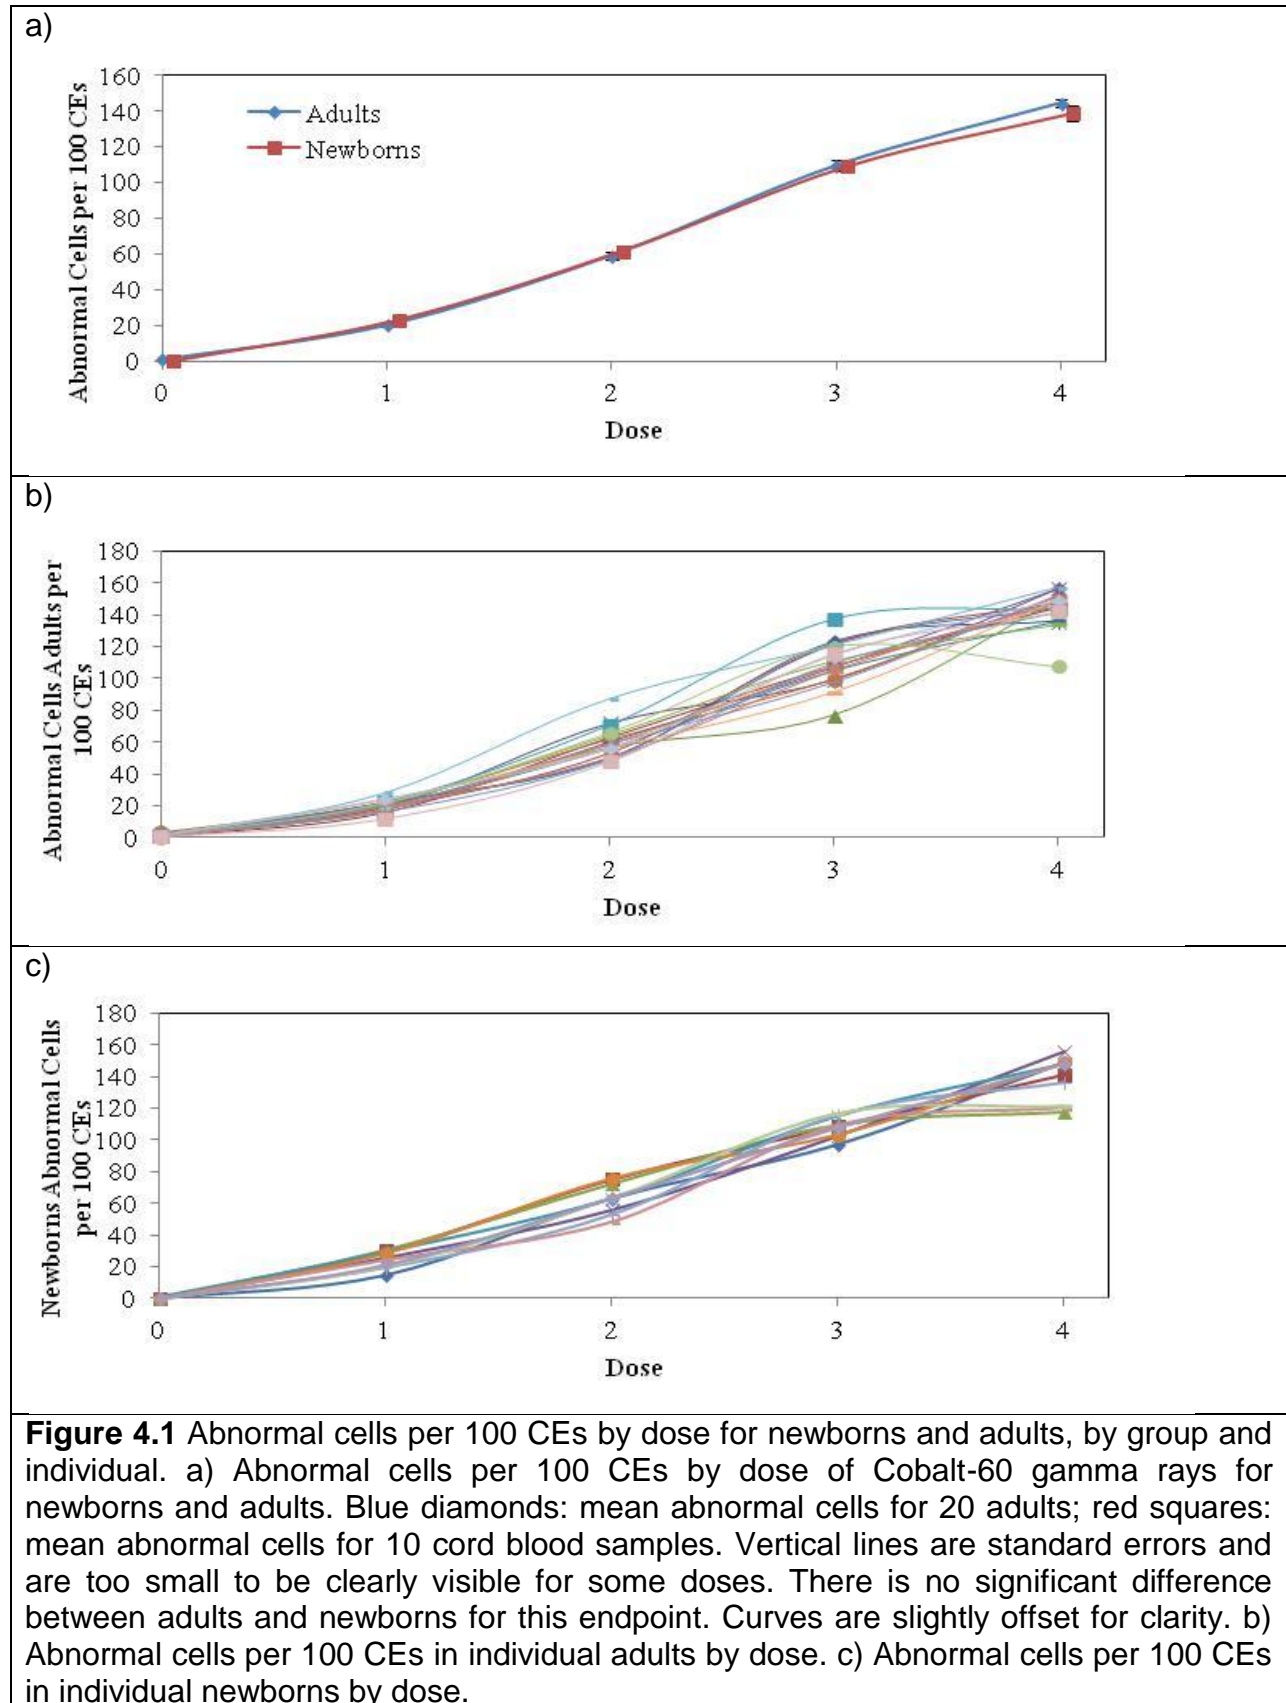 a)
160
140
120
100
80
60
40
20
0
Abnormal Cells per 100 CEs
Adults
Newborns
0 1 2 3 4
Dose
b)
180
160
140
120
100
80
60
40
20
0
Abnormal Cells Adults per
100 CEs
0 1 2 3 4
Dose
c)
180
160
140
120
100
80
60
40
20
0
Newborns Abnormal Cells
per 100 CEs
0 1 2 3 4
Dose
Figure 4.1 Abnormal cells per 100 CEs by dose for newborns and adults, by group and
individual. a) Abnormal cells per 100 CEs by dose of Cobalt-60 gamma rays for
newborns and adults. Blue diamonds: mean abnormal cells for 20 adults; red squares:
mean abnormal cells for 10 cord blood samples. Vertical lines are standard errors and
are too small to be clearly visible for some doses. There is no significant difference
between adults and newborns for this endpoint. Curves are slightly offset for clarity. b)
Abnormal cells per 100 CEs in individual adults by dose. c) Abnormal cells per 100 CEs
in individual newborns by dose.